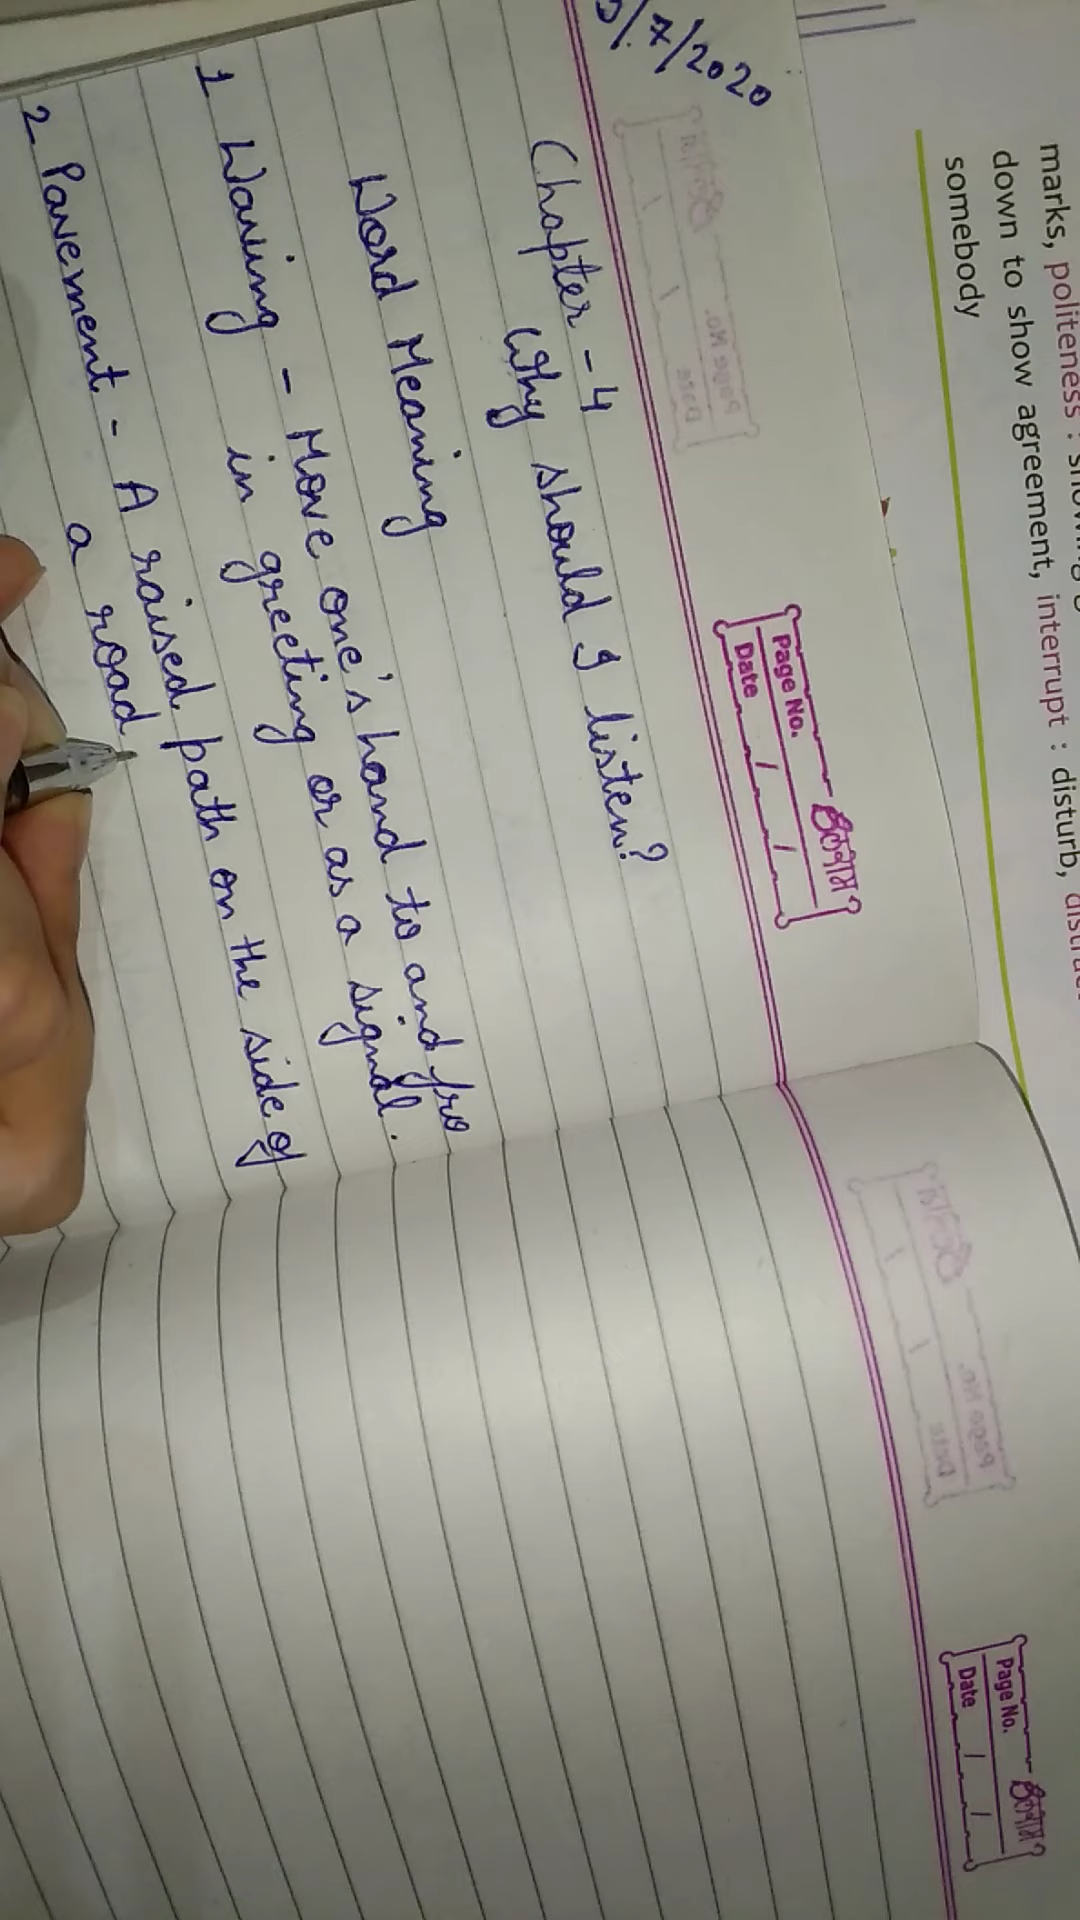 marks, politeness :
down to show agreement, interrupt : disturb,
somebody
/7/2020
Page No.
Date / /
Chapter - 4
Why should I listen?
Word Meaning
1 Waving - Move one's hand to and fro
in greeting or as a signal.
2 Pavement - A raised path on the side of
a road
Page No.
Date / /